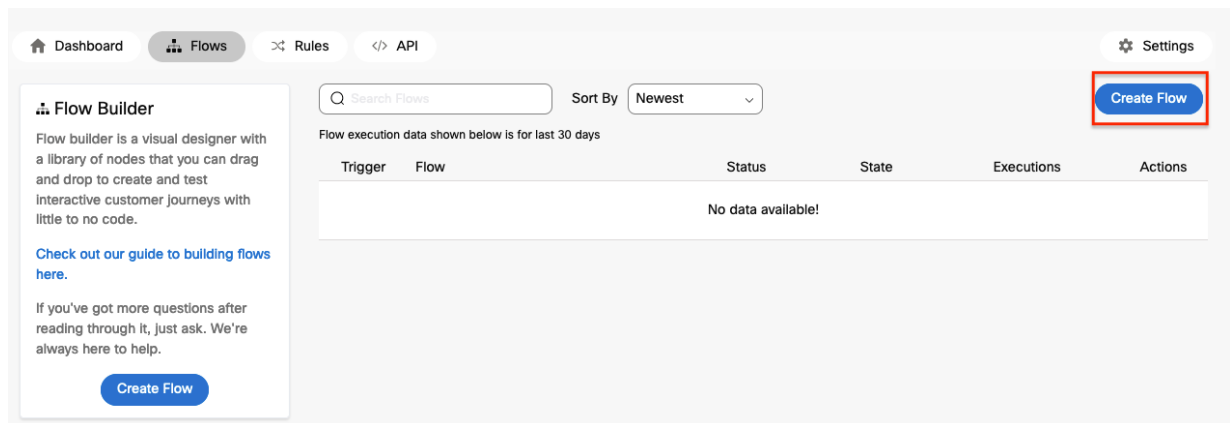 Dashboard
Flows
Rules
</> API
Settings
Flow Builder
Flow builder is a visual designer with
a library of nodes that you can drag
and drop to create and test
interactive customer journeys with
little to no code.
Check out our guide to building flows
here.
If you've got more questions after
reading through it, just ask. We're
always here to help.
Create Flow
Search Flows
Sort By
Newest
Create Flow
Flow execution data shown below is for last 30 days
Trigger Flow Status State Executions Actions
No data available!